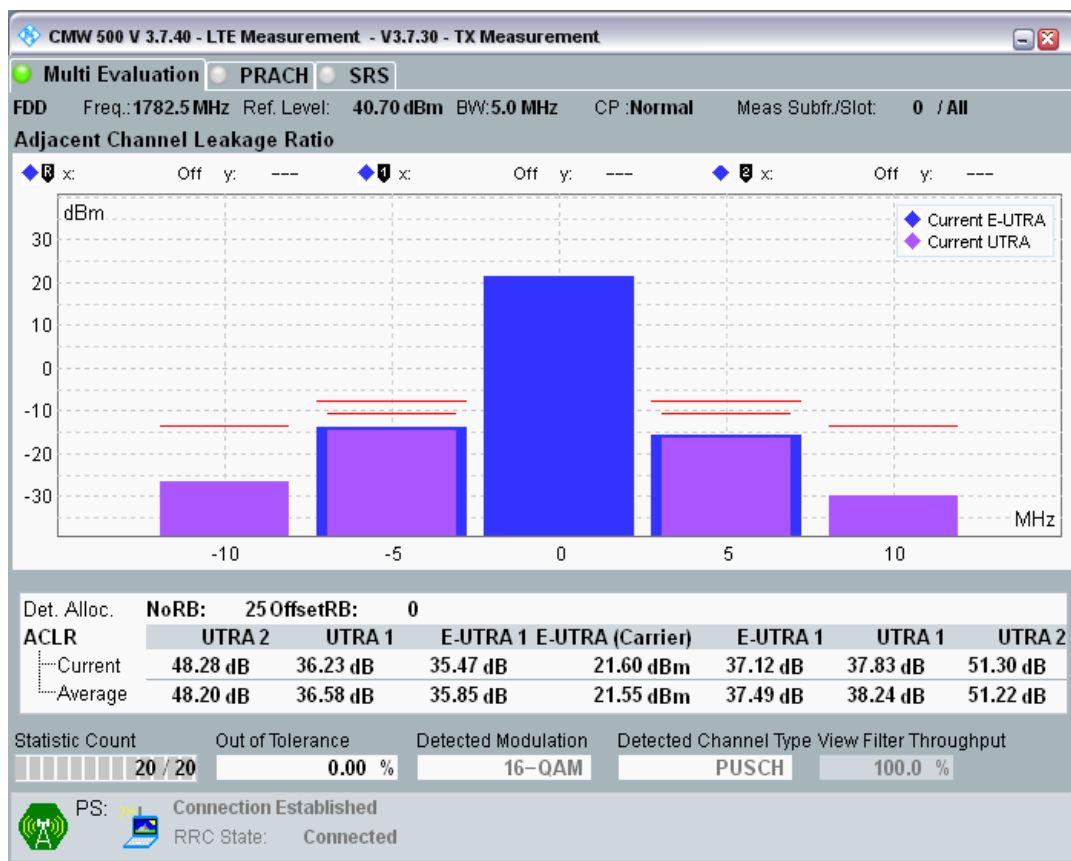 CMW 500 V 3.7.40 - LTE Measurement - V3.7.30 - TX Measurement
Multi Evaluation PRACH SRS
FDD Freq.:1782.5 MHz Ref. Level: 40.70 dBm BW:5.0 MHz CP :Normal Meas Subfr./Slot: 0 / All
Adjacent Channel Leakage Ratio
R x: Off y: --- 1 x: Off y: --- 2 x: Off y: ---
dBm
Current E-UTRA
Current UTRA
30
20
10
0
-10
-20
-30
MHz
-10 -5 0 5 10
Det. Alloc. NoRB: 25 OffsetRB: 0
ACLR UTRA 2 UTRA 1 E-UTRA 1 E-UTRA (Carrier) E-UTRA 1 UTRA 1 UTRA 2
Current 48.28 dB 36.23 dB 35.47 dB 21.60 dBm 37.12 dB 37.83 dB 51.30 dB
Average 48.20 dB 36.58 dB 35.85 dB 21.55 dBm 37.49 dB 38.24 dB 51.22 dB
Statistic Count Out of Tolerance Detected Modulation Detected Channel Type View Filter Throughput
20 / 20 0.00 % 16-QAM PUSCH 100.0 %
PS: Connection Established
RRC State: Connected